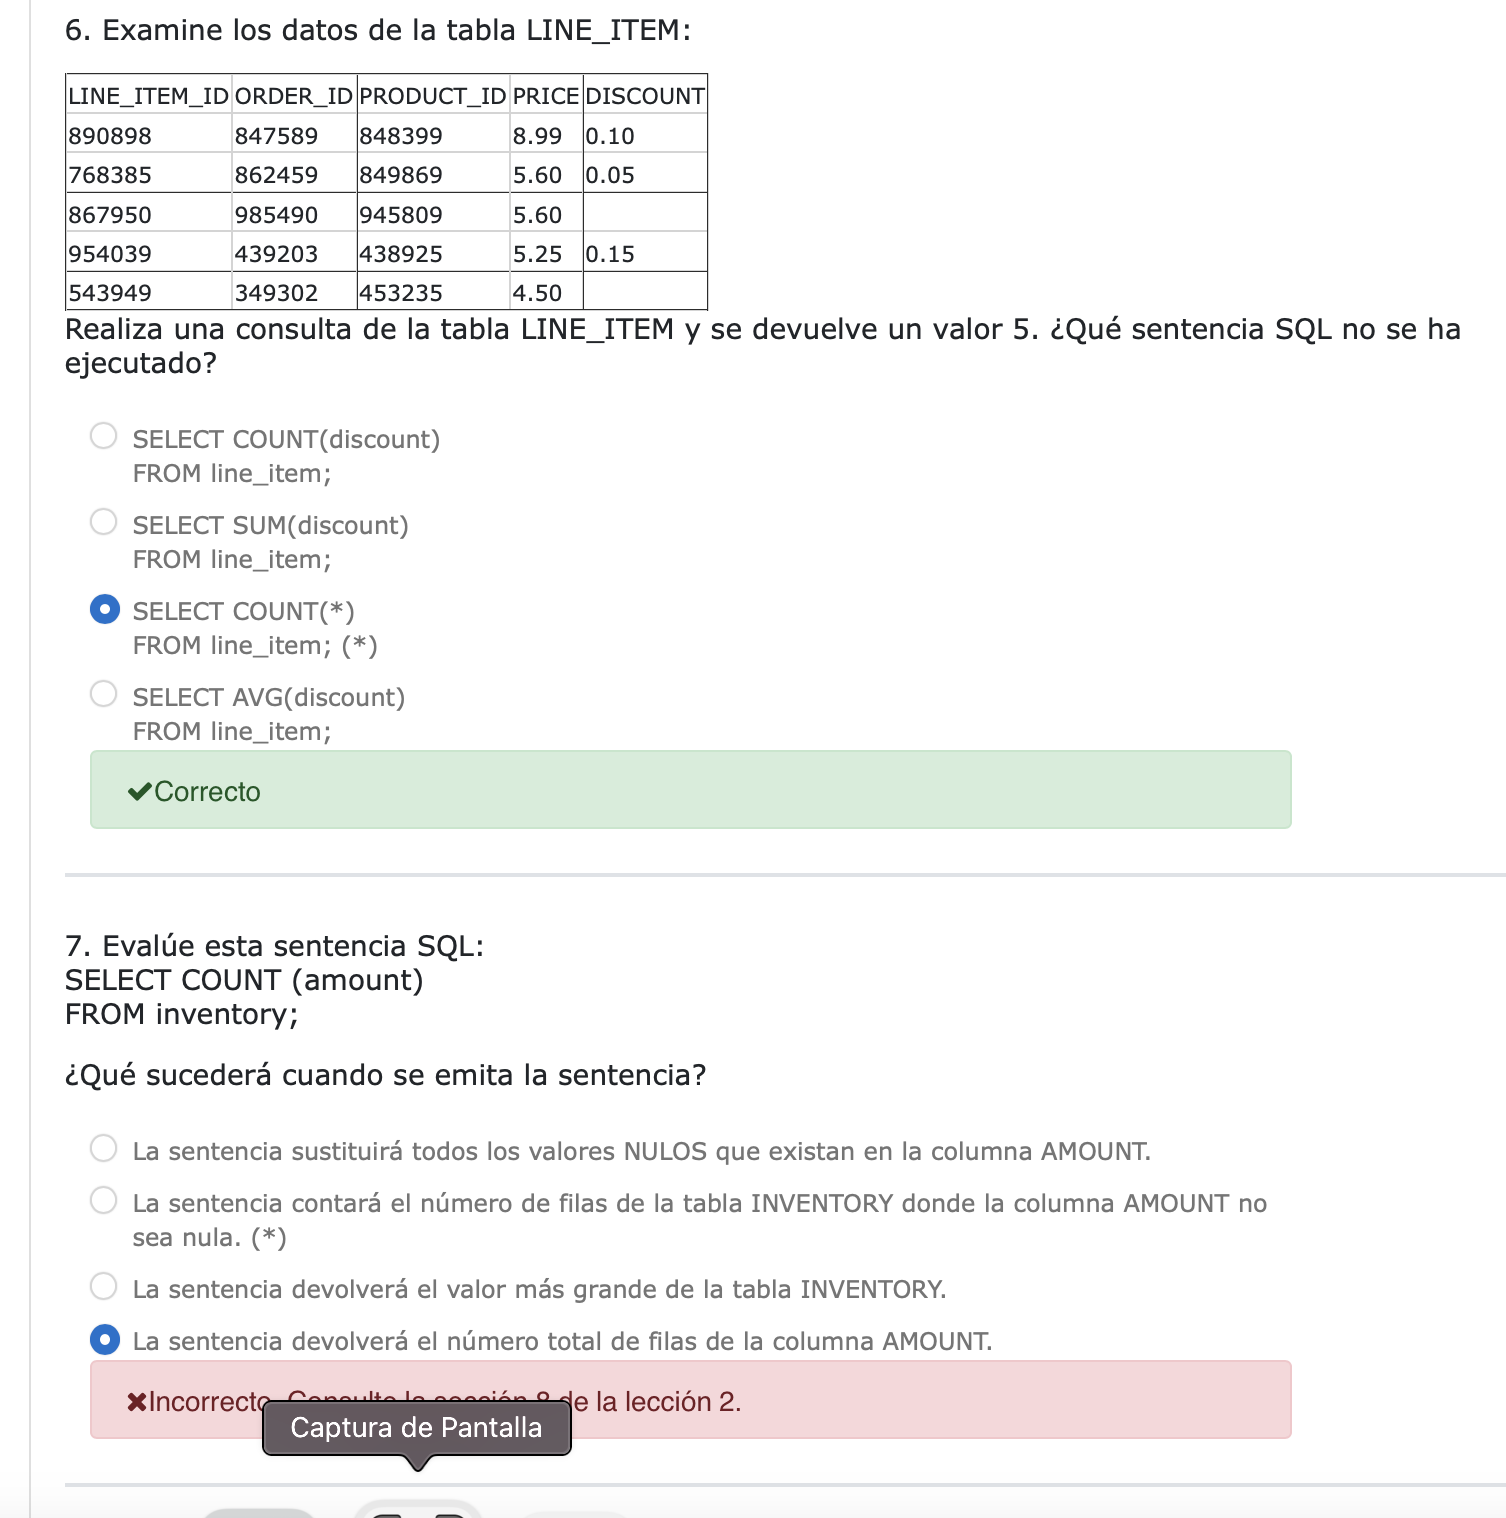 6. Examine los datos de la tabla LINE_ITEM:
LINE_ITEM_ID ORDER_ID PRODUCT_ID PRICE DISCOUNT
890898 847589 848399 8.99 0.10
768385 862459 849869 5.60 0.05
867950 985490 945809 5.60
954039 439203 438925 5.25 0.15
543949 349302 453235 4.50
Realiza una consulta de la tabla LINE_ITEM y se devuelve un valor 5. ¿Qué sentencia SQL no se ha
ejecutado?
SELECT COUNT(discount)
FROM line_item;
SELECT SUM(discount)
FROM line_item;
SELECT COUNT(*)
FROM line_item; (*)
SELECT AVG(discount)
FROM line_item;
✔Correcto
7. Evalúe esta sentencia SQL:
SELECT COUNT (amount)
FROM inventory;
¿Qué sucederá cuando se emita la sentencia?
La sentencia sustituirá todos los valores NULOS que existan en la columna AMOUNT.
La sentencia contará el número de filas de la tabla INVENTORY donde la columna AMOUNT no
sea nula. (*)
La sentencia devolverá el valor más grande de la tabla INVENTORY.
La sentencia devolverá el número total de filas de la columna AMOUNT.
✖Incorrecto. Consulte la sección 8 de la lección 2.
Captura de Pantalla